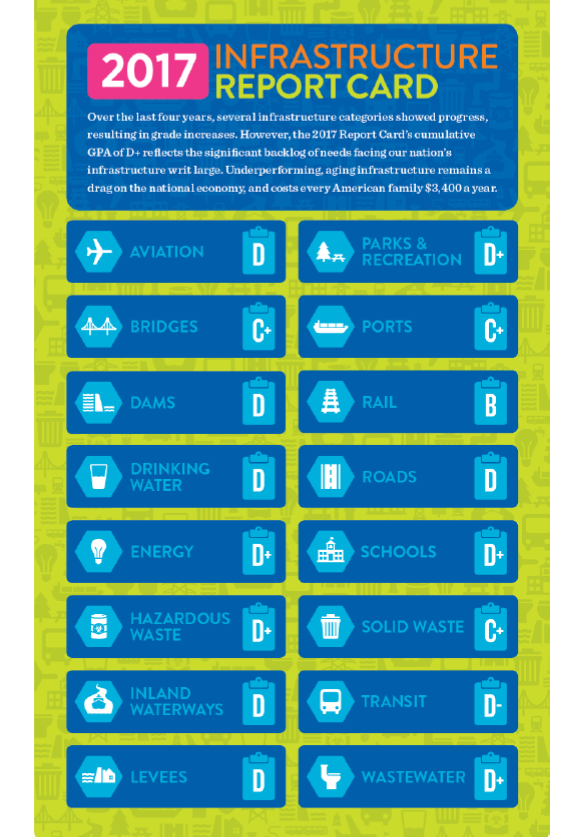 2017 INFRASTRUCTURE
REPORT CARD
Over the last four years, several infrastructure categories showed progress,
resulting in grade increases. However, the 2017 Report Card's cumulative
GPA of D+ reflects the significant backlog of needs facing our nation's
infrastructure writ large. Underperforming, aging infrastructure remains a
drag on the national economy, and costs every American family $3,400 a year.
AVIATION D
PARKS &
RECREATION D+
BRIDGES C+
PORTS C+
DAMS D
RAIL B
DRINKING
WATER D
ROADS D
ENERGY D+
SCHOOLS D+
HAZARDOUS
WASTE D+
SOLID WASTE C+
INLAND
WATERWAYS D
TRANSIT D-
LEVEES D
WASTEWATER D+